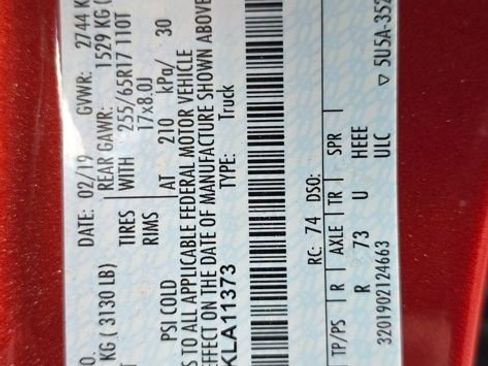 O. DATE: 02/19 GVWR: 2744 K
REAR GAWR: 1529 KG (
KG ( 3130 LB) TIRES WITH 255/65R17 110T
RIMS 17x8.0J
PSI COLD AT 210 kPa/ 30
S TO ALL APPLICABLE FEDERAL MOTOR VEHICLE
EFFECT ON THE DATE OF MANUFACTURE SHOWN ABOVE
KLA11373 TYPE: Truck
RC: 74 DSO:
TP/PS R AXLE TR SPR
R 73 U HEEE
3201902124663 ULC
▽ 5U5A-352